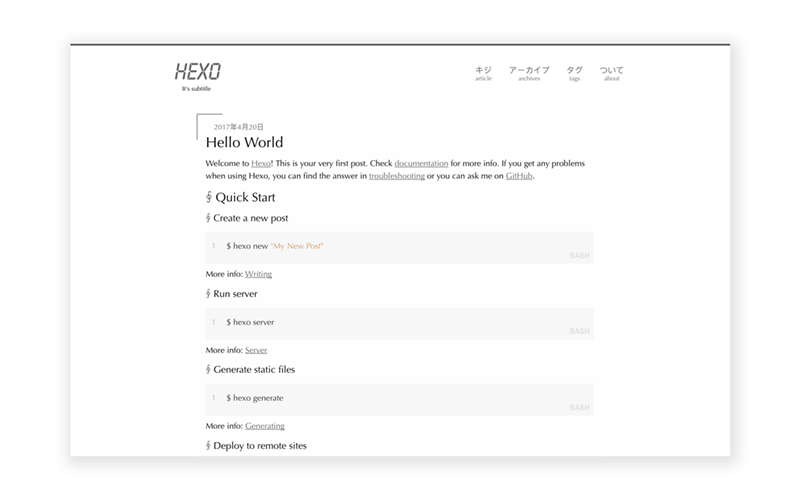 HEXO
It's subtitle
キジ アーカイブ タグ ついて
article archives tags about
2017年4月20日
Hello World
Welcome to Hexo! This is your very first post. Check documentation for more info. If you get any problems
when using Hexo, you can find the answer in troubleshooting or you can ask me on GitHub.
∮ Quick Start
∮ Create a new post
1 $ hexo new "My New Post"
BASH
More info: Writing
∮ Run server
1 $ hexo server
BASH
More info: Server
∮ Generate static files
1 $ hexo generate
BASH
More info: Generating
∮ Deploy to remote sites